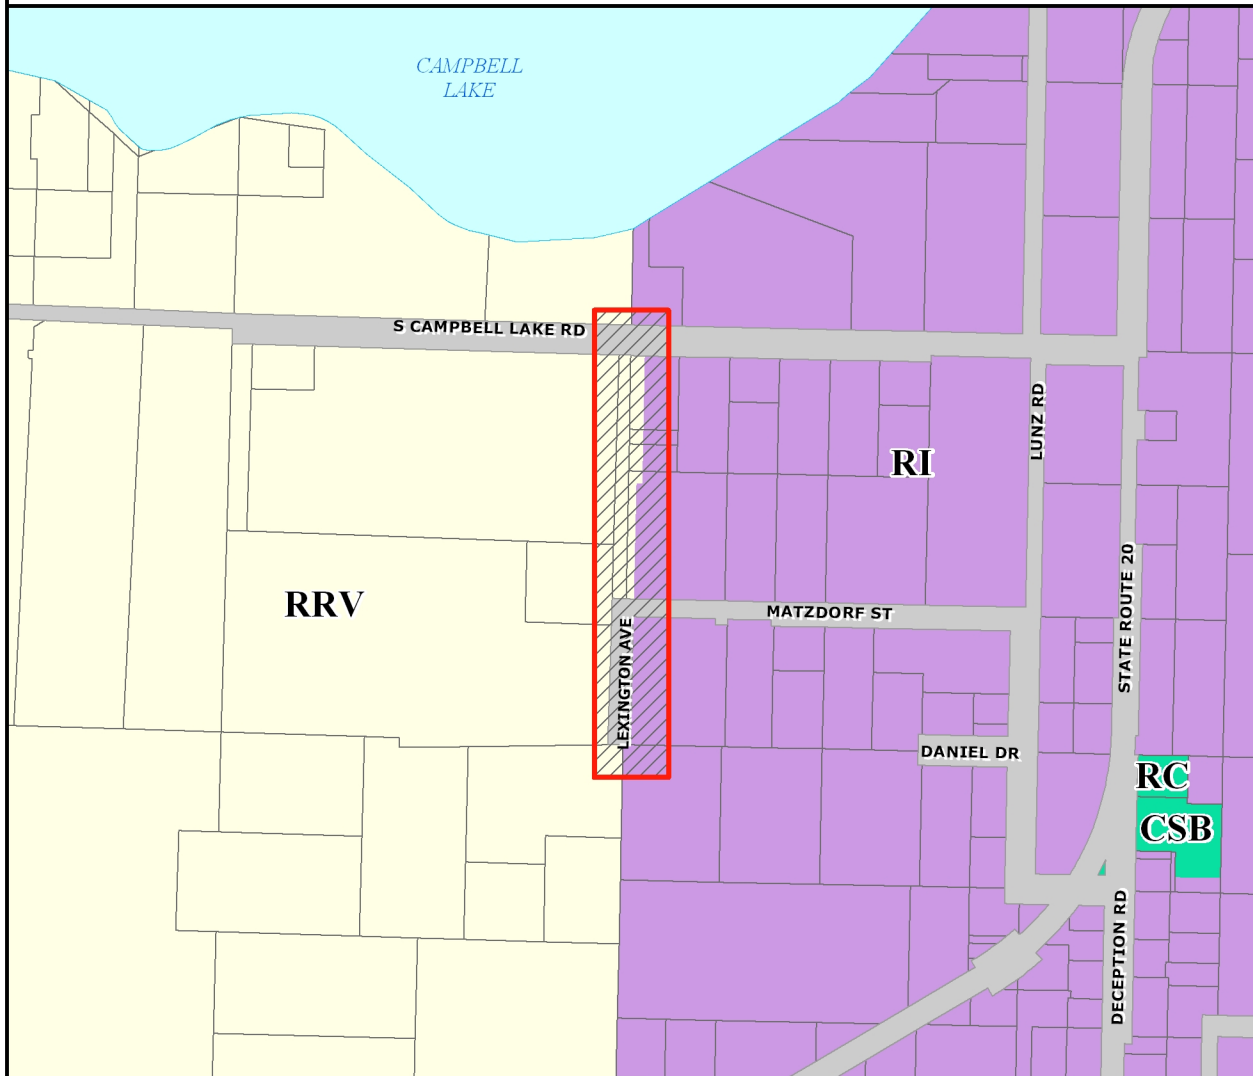 CAMPBELL
LAKE
S CAMPBELL LAKE RD
LUNZ RD
RI
STATE ROUTE 20
RRV
MATZDORF ST
LEXINGTON AVE
DANIEL DR
RC
CSB
DECEPTION RD